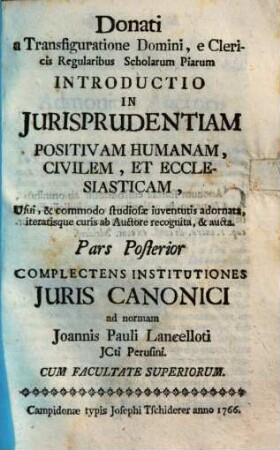 Donati
a Transfiguratione Domini, e Cleri-
cis Regularibus Scholarum Piarum
INTRODUCTIO
IN
JURISPRUDENTIAM
POSITIVAM HUMANAM,
CIVILEM, ET ECCLE-
SIASTICAM,
Usui, & commodo studiosæ iuventutis adornata,
iteratisque curis ab Auctore recognita, & aucta.
Pars Posterior
COMPLECTENS INSTITUTIONES
JURIS CANONICI
ad normam
Joannis Pauli Lancelloti
JCti Perusini.
CUM FACULTATE SUPERIORUM.
Campidonæ typis Josephi Tschiderer anno 1766.